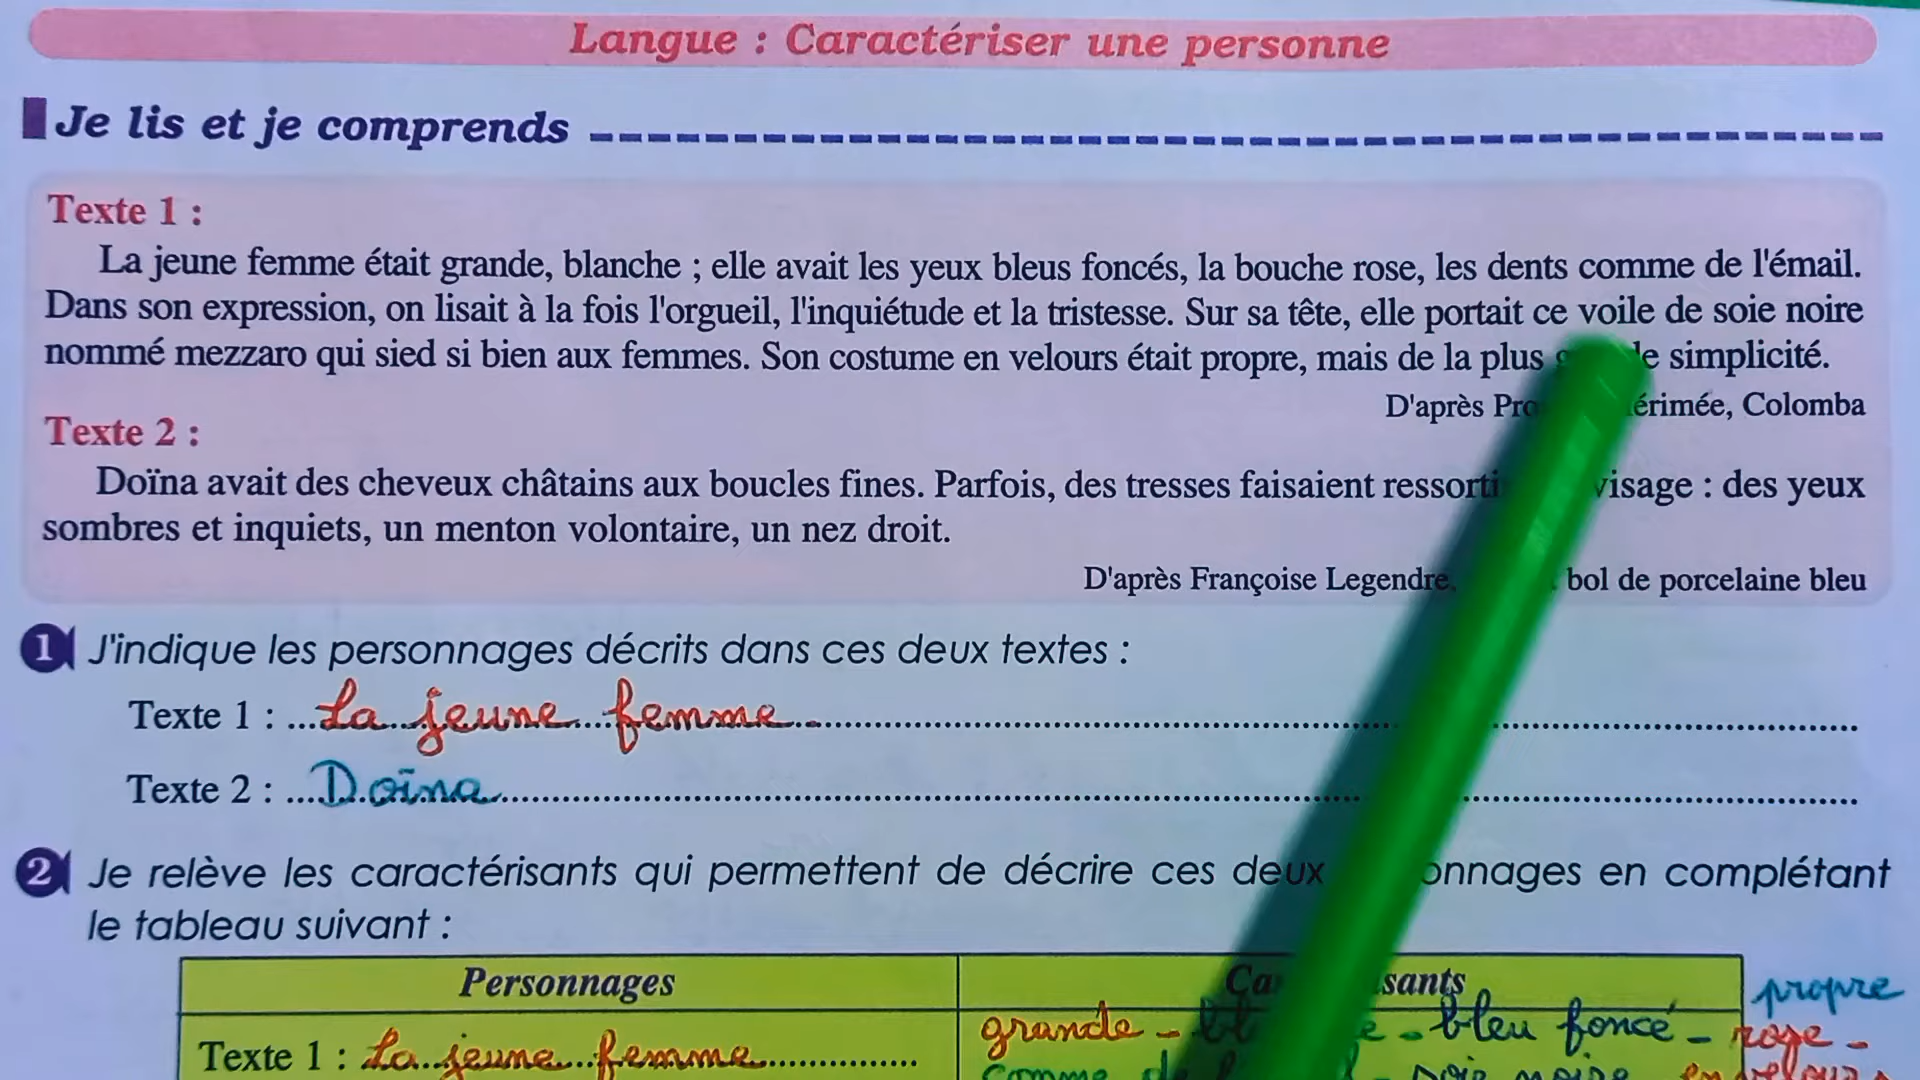 Langue : Caractériser une personne
Je lis et je comprends
Texte 1 :
La jeune femme était grande, blanche ; elle avait les yeux bleus foncés, la bouche rose, les dents comme de l'émail.
Dans son expression, on lisait à la fois l'orgueil, l'inquiétude et la tristesse. Sur sa tête, elle portait ce voile de soie noire
nommé mezzaro qui sied si bien aux femmes. Son costume en velours était propre, mais de la plus simplicité.
D'après Colomba
Texte 2 :
Doïna avait des cheveux châtains aux boucles fines. Parfois, des tresses faisaient visage : des yeux
sombres et inquiets, un menton volontaire, un nez droit.
D'après Françoise Legendre, bol de porcelaine bleu
1 J'indique les personnages décrits dans ces deux textes :
Texte 1 : La jeune femme
Texte 2 : Doïna
2 Je relève les caractérisants qui permettent de décrire ces deux en complétant
le tableau suivant :
Personnages
Texte 1 : La jeune femme
grande - - bleu foncé - rose -
propre
comme de - soie noire en velours